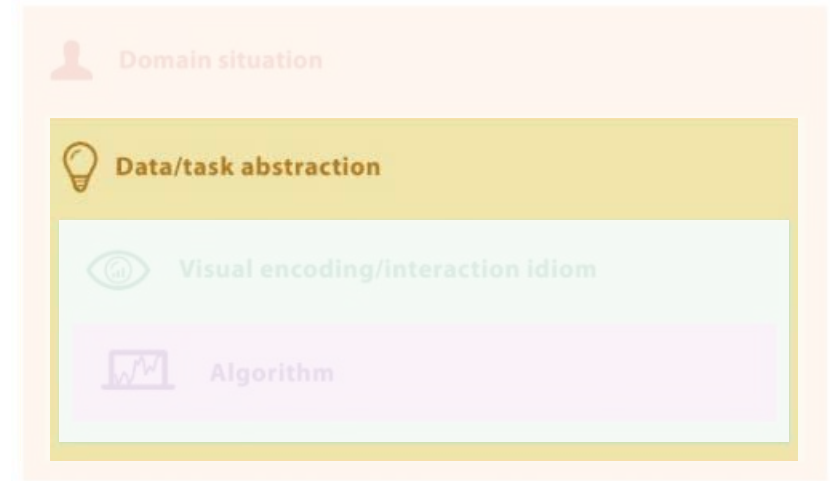 Domain situation
Data/task abstraction
Visual encoding/interaction idiom
Algorithm